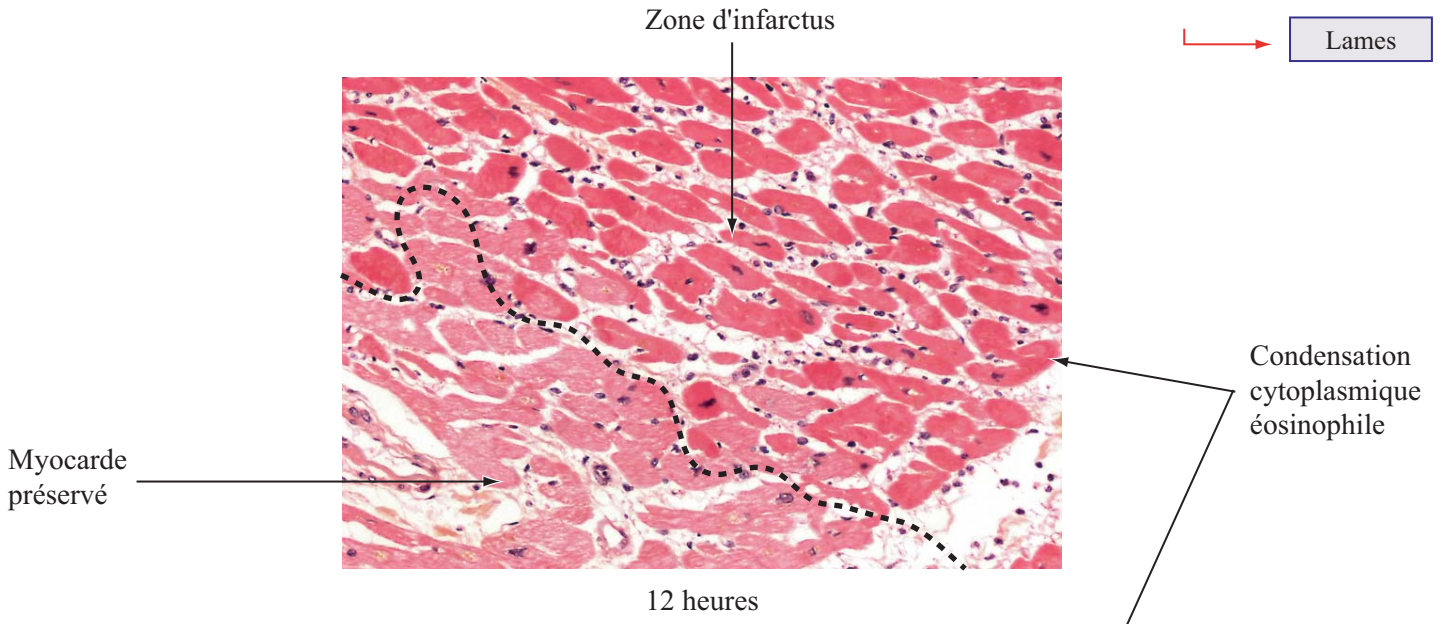 Zone d'infarctus
Lames
Condensation
cytoplasmique
éosinophile
Myocarde
préservé
12 heures